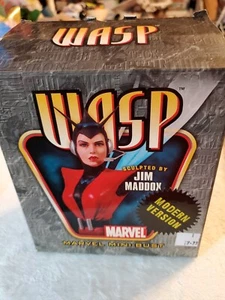 WASP
WASP
SCULPTED BY
JIM
MADDOX
MODERN
VERSION
MARVEL
MARVEL MINI-BUST